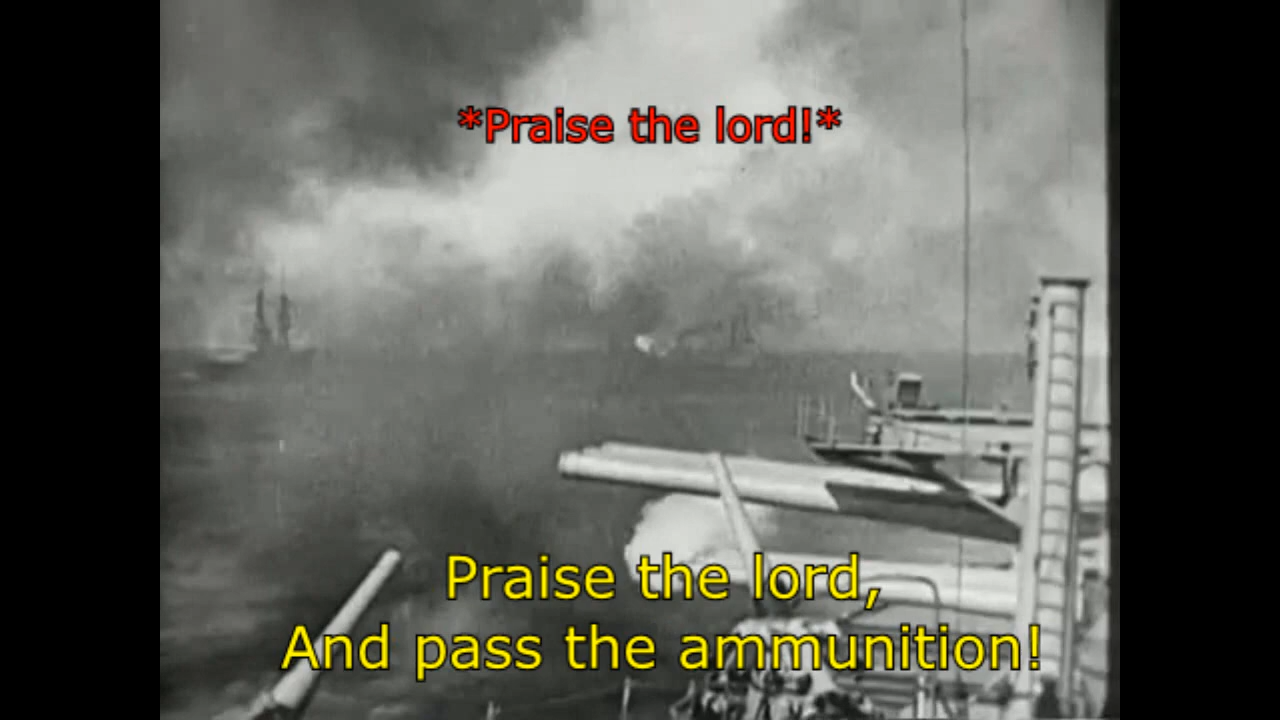 *Praise the lord!*
Praise the lord,
And pass the ammunition!